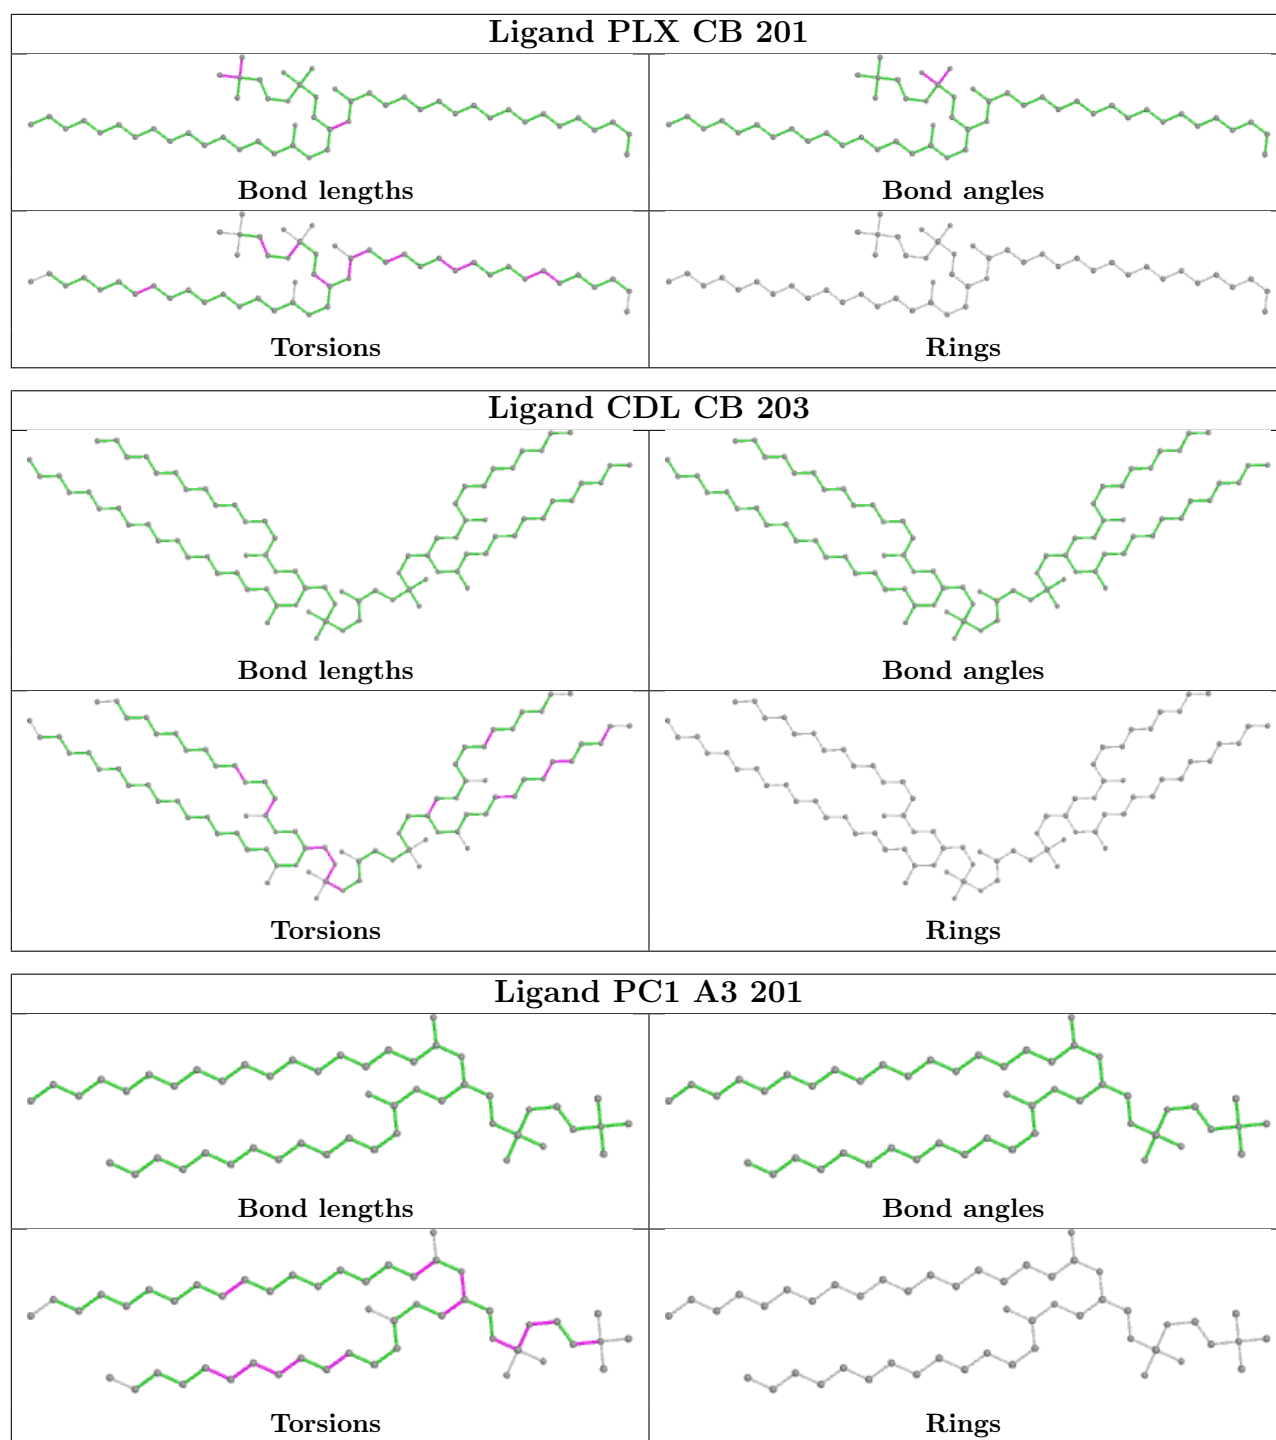 Ligand PLX CB 201
Bond lengths
Bond angles
Torsions
Rings
Ligand CDL CB 203
Bond lengths
Bond angles
Torsions
Rings
Ligand PC1 A3 201
Bond lengths
Bond angles
Torsions
Rings